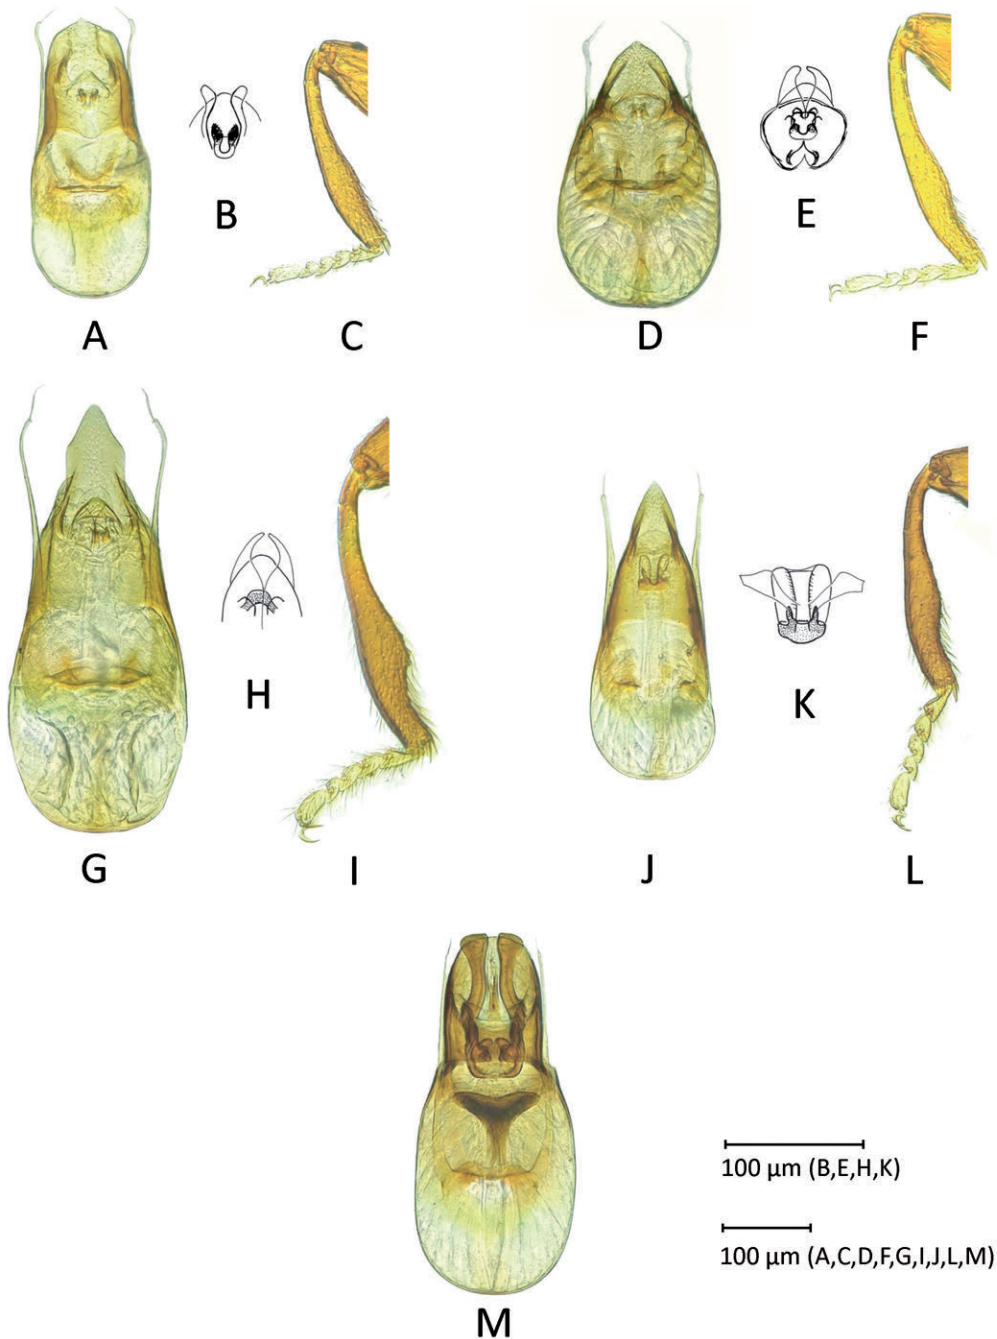 B
E
A
C
D
F
H
K
G
I
J
L
100 µm (B,E,H,K)
100 µm (A,C,D,F,G,I,J,L,M)
M